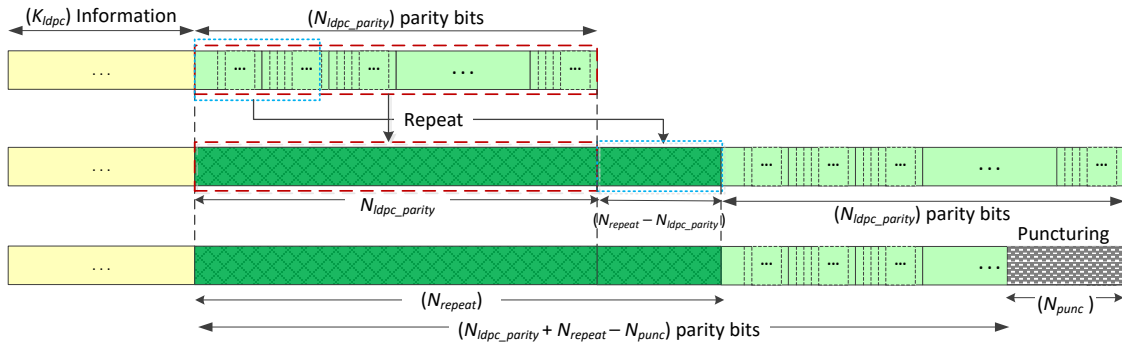 (K_ldpc) Information
(N_ldpc_parity) parity bits
... ... ... ... ... ...
Repeat
... ... ... ... ... ...
N_ldpc_parity
(N_repeat – N_ldpc_parity)
(N_ldpc_parity) parity bits
Puncturing
... ... ... ... ...
(N_repeat)
(N_punc )
(N_ldpc_parity + N_repeat – N_punc) parity bits